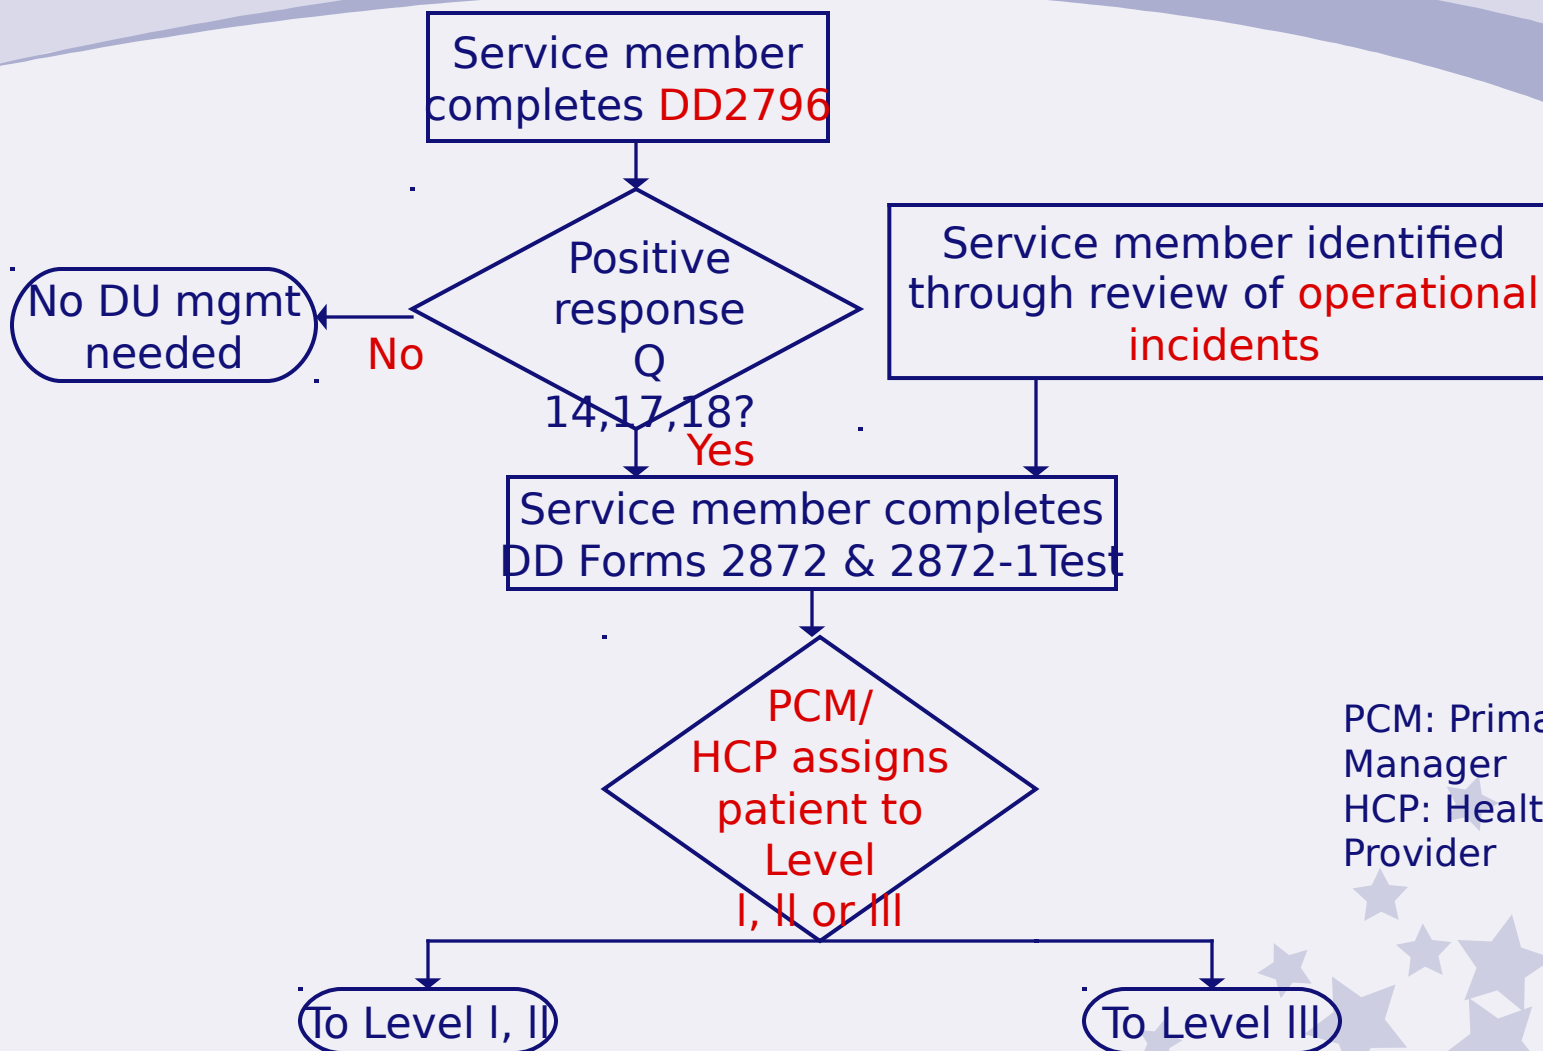 Service member
completes DD2796
Positive
response
Q
14,17,18?
Service member identified
through review of operational
incidents
No DU mgmt
needed
No
Yes
Service member completes
DD Forms 2872 & 2872-1Test
PCM/
HCP assigns
patient to
Level
I, II or III
PCM: Prima
Manager
HCP: Healt
Provider
To Level I, II
To Level III